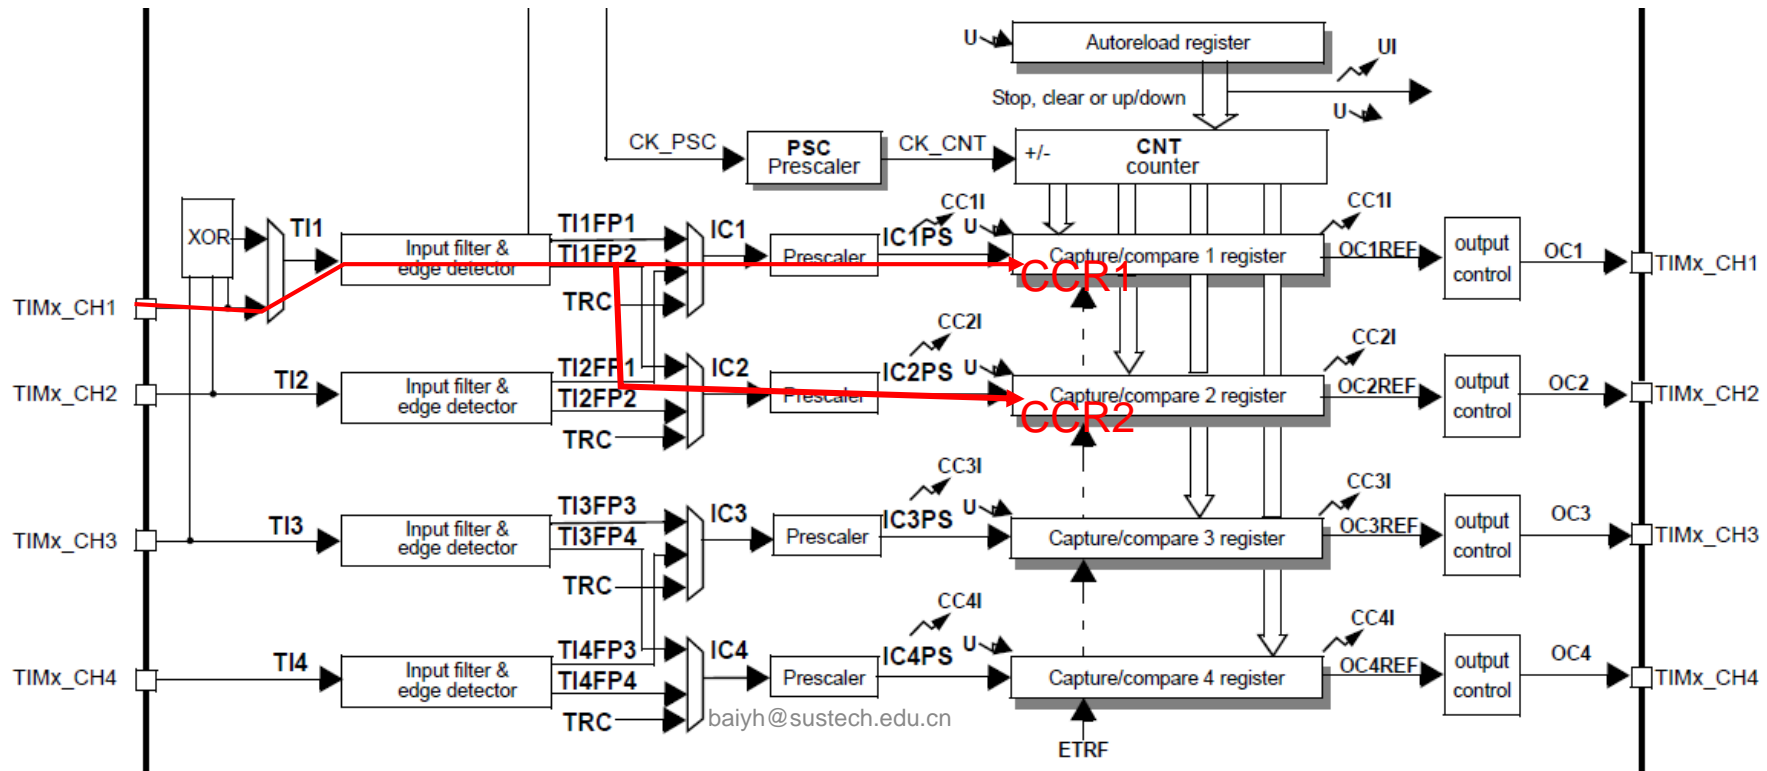 U
Autoreload register
UI
Stop, clear or up/down
U
CK_PSC
PSC
Prescaler
CK_CNT
+/-
CNT
counter
XOR
TI1
Input filter &
edge detector
TI1FP1
TI1FP2
TRC
IC1
Prescaler
CC1I
IC1PS
U
Capture/compare 1 register
CCR1
CC1I
OC1REF
output
control
OC1
TIMx_CH1
TIMx_CH1
TIMx_CH2
TI2
Input filter &
edge detector
TI2FP1
TI2FP2
TRC
IC2
Prescaler
CC2I
IC2PS
U
Capture/compare 2 register
CCR2
CC2I
OC2REF
output
control
OC2
TIMx_CH2
TIMx_CH3
TI3
Input filter &
edge detector
TI3FP3
TI3FP4
TRC
IC3
Prescaler
CC3I
IC3PS
U
Capture/compare 3 register
CC3I
OC3REF
output
control
OC3
TIMx_CH3
TIMx_CH4
TI4
Input filter &
edge detector
TI4FP3
TI4FP4
TRC
IC4
Prescaler
CC4I
IC4PS
U
Capture/compare 4 register
CC4I
OC4REF
output
control
OC4
TIMx_CH4
baiyh@sustech.edu.cn
ETRF